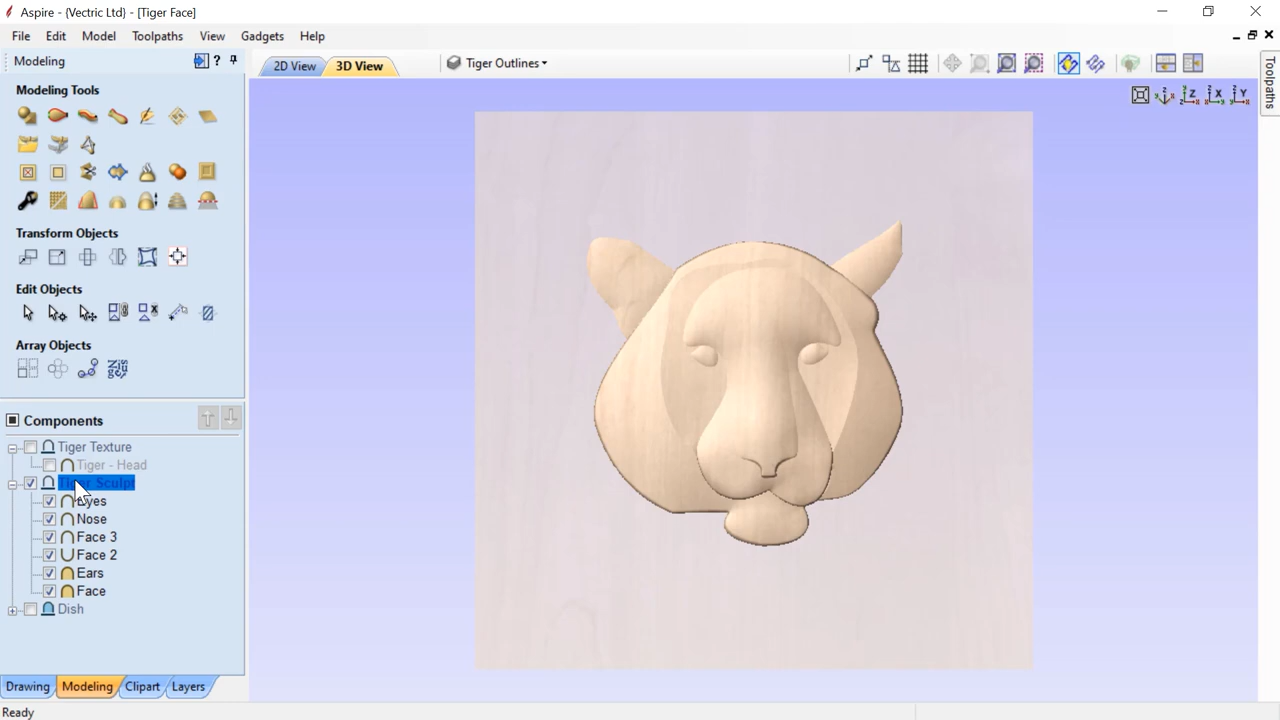 Aspire - {Vectric Ltd} - [Tiger Face]
File Edit Model Toolpaths View Gadgets Help
Modeling
2D View 3D View Tiger Outlines
Toolpaths
Modeling Tools
Transform Objects
Edit Objects
Array Objects
Components
Tiger Texture
Tiger - Head
Tiger Sculpt
Eyes
Nose
Face 3
Face 2
Ears
Face
Dish
Drawing Modeling Clipart Layers
Ready